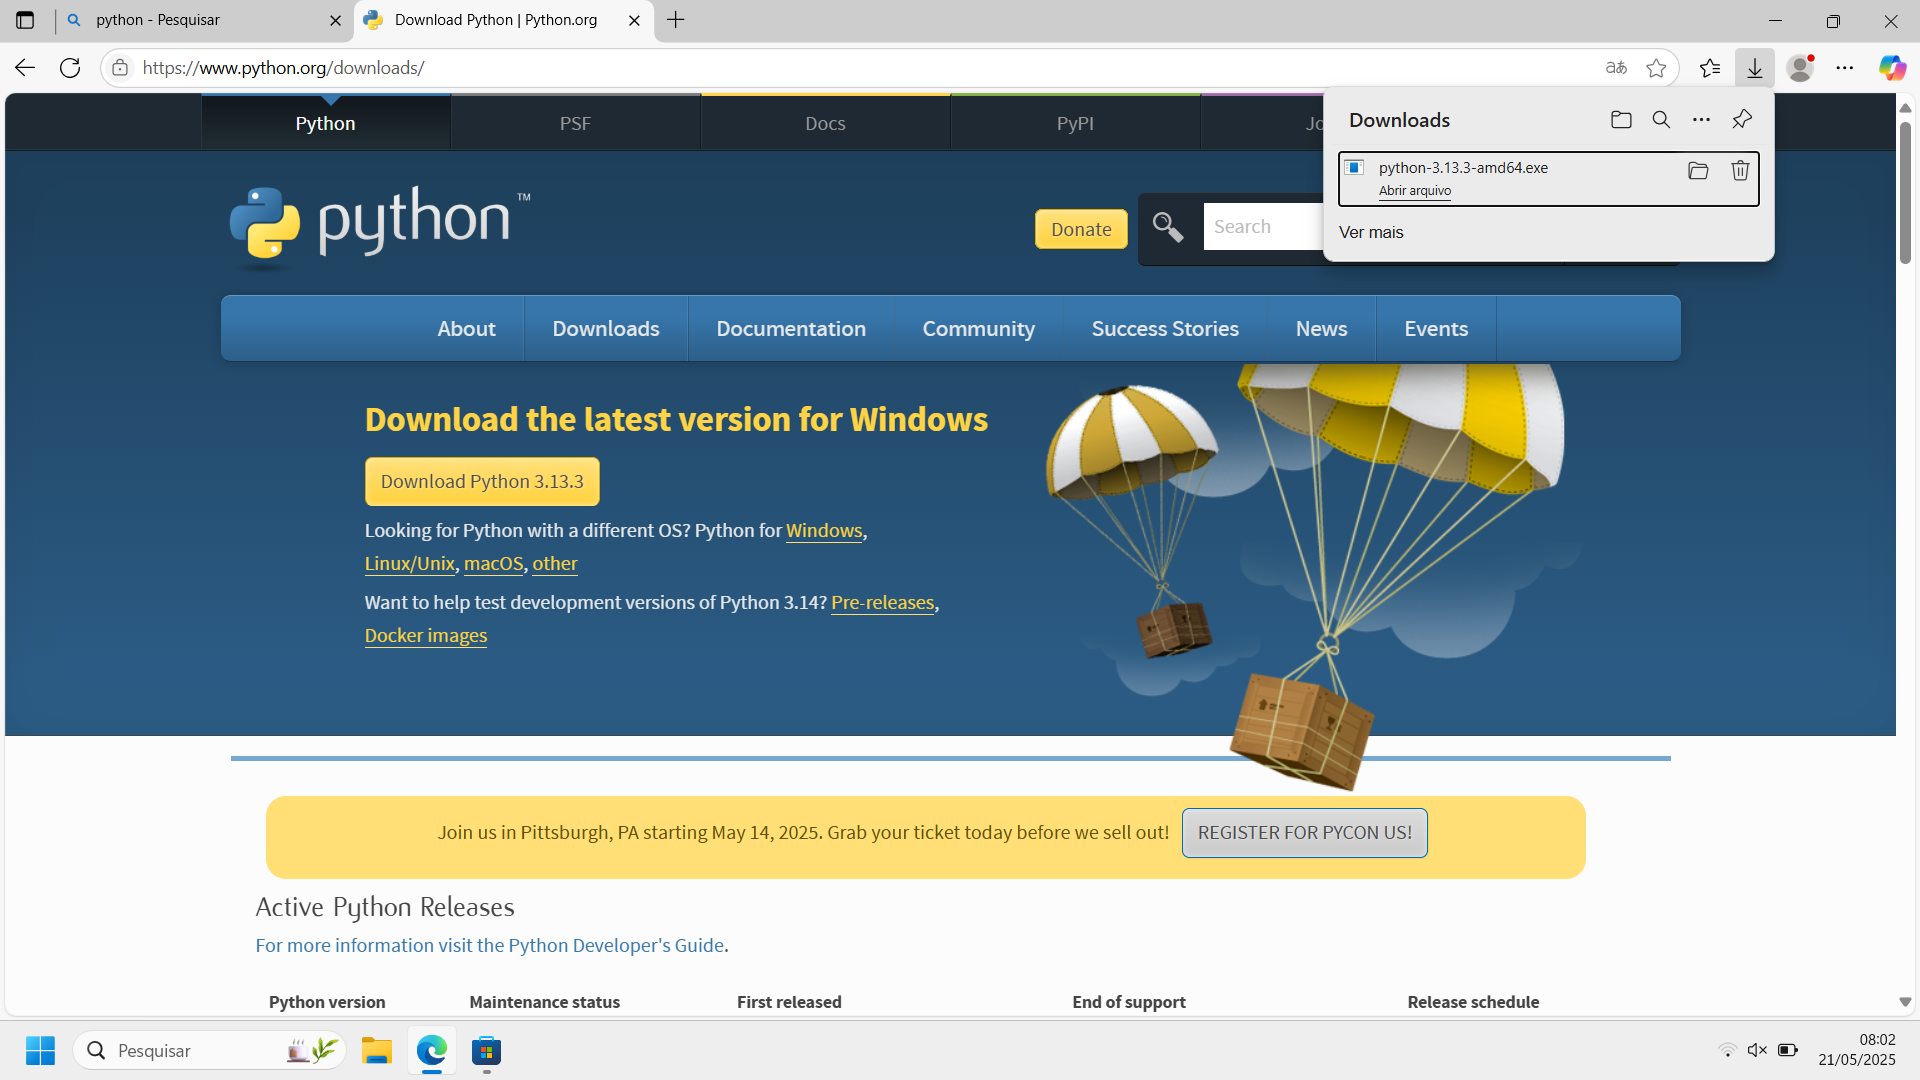 python - Pesquisar
Download Python | Python.org
https://www.python.org/downloads/
aあ
Python
PSF
Docs
PyPI
Jo
Downloads
python-3.13.3-amd64.exe
Abrir arquivo
Ver mais
python™
Donate
Search
About
Downloads
Documentation
Community
Success Stories
News
Events
Download the latest version for Windows
Download Python 3.13.3
Looking for Python with a different OS? Python for Windows,
Linux/Unix, macOS, other
Want to help test development versions of Python 3.14? Pre-releases,
Docker images
Join us in Pittsburgh, PA starting May 14, 2025. Grab your ticket today before we sell out!
REGISTER FOR PYCON US!
Active Python Releases
For more information visit the Python Developer's Guide.
Python version
Maintenance status
First released
End of support
Release schedule
Pesquisar
08:02
21/05/2025